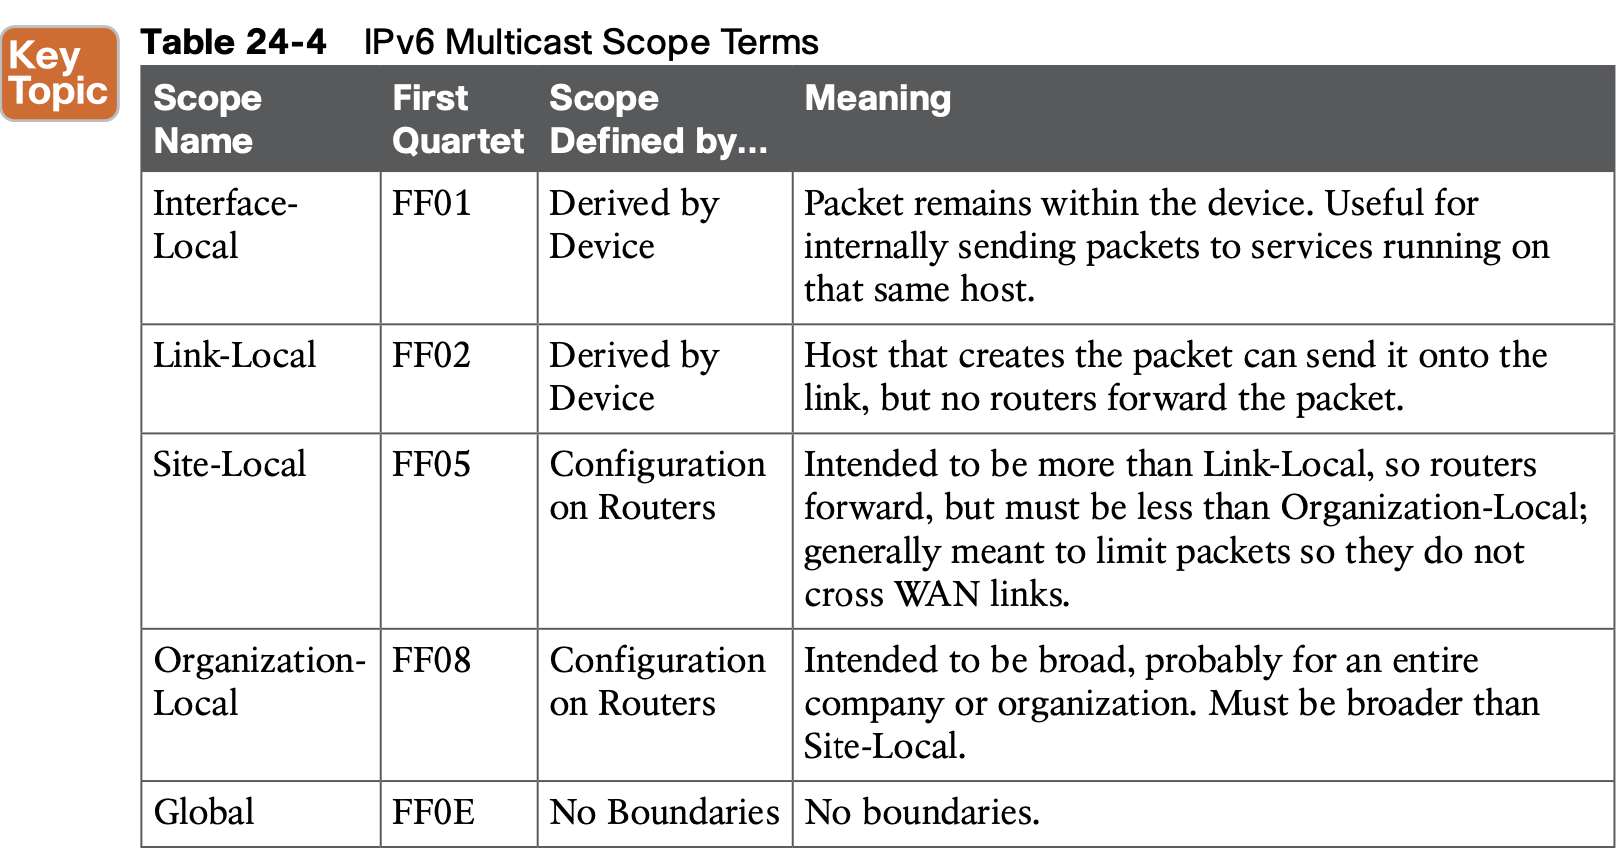 Key
Topic
Table 24-4 IPv6 Multicast Scope Terms
Scope Name
First Quartet
Scope Defined by...
Meaning
Interface-
Local
FF01
Derived by
Device
Packet remains within the device. Useful for
internally sending packets to services running on
that same host.
Link-Local
FF02
Derived by
Device
Host that creates the packet can send it onto the
link, but no routers forward the packet.
Site-Local
FF05
Configuration
on Routers
Intended to be more than Link-Local, so routers
forward, but must be less than Organization-Local;
generally meant to limit packets so they do not
cross WAN links.
Organization-
Local
FF08
Configuration
on Routers
Intended to be broad, probably for an entire
company or organization. Must be broader than
Site-Local.
Global
FF0E
No Boundaries
No boundaries.